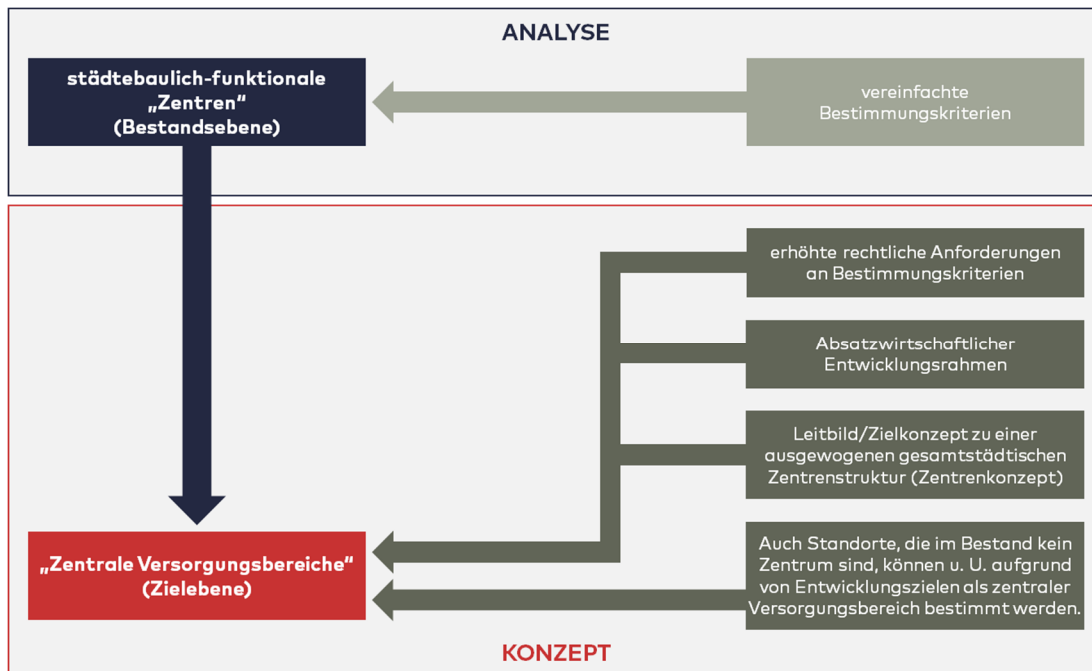 ANALYSE
städtebaulich-funktionale
„Zentren“
(Bestandsebene)
vereinfachte
Bestimmungskriterien
erhöhte rechtliche Anforderungen
an Bestimmungskriterien
Absatzwirtschaftlicher
Entwicklungsrahmen
Leitbild/Zielkonzept zu einer
ausgewogenen gesamtstädtischen
Zentrenstruktur (Zentrenkonzept)
„Zentrale Versorgungsbereiche“
(Zielebene)
Auch Standorte, die im Bestand kein
Zentrum sind, können u. U. aufgrund
von Entwicklungszielen als zentraler
Versorgungsbereich bestimmt werden.
KONZEPT